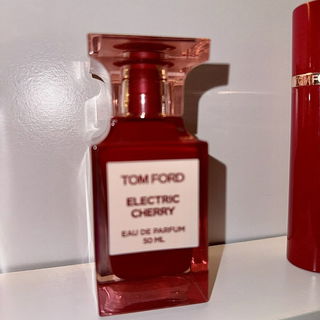 TOM FORD
ELECTRIC
CHERRY
EAU DE PARFUM
50 ML